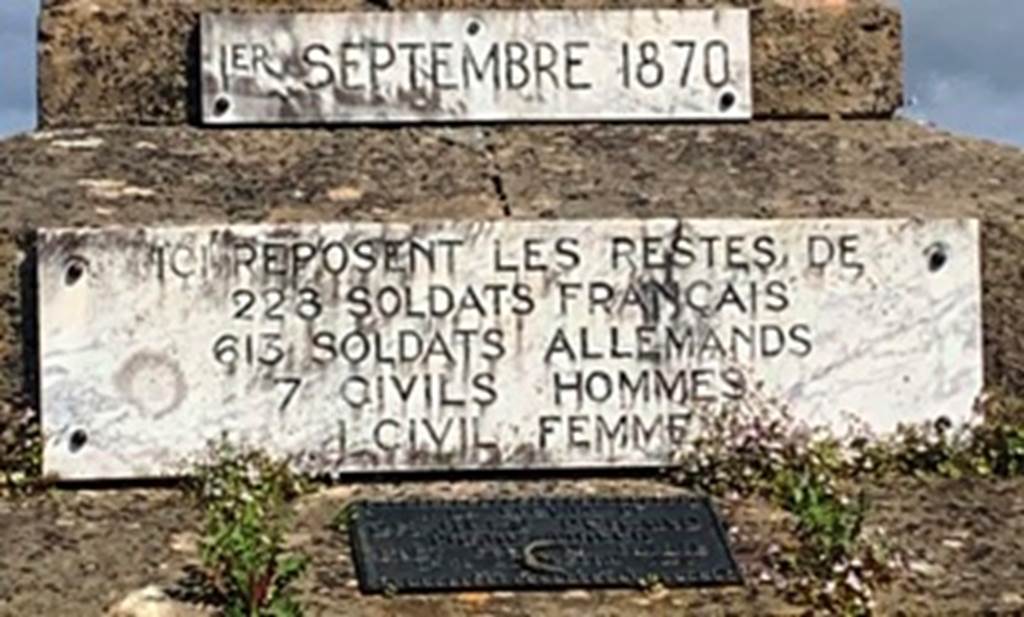 1ER SEPTEMBRE 1870
ICI REPOSENT LES RESTES DE
223 SOLDATS FRANÇAIS
613 SOLDATS ALLEMANDS
7 CIVILS HOMMES
1 CIVIL FEMME